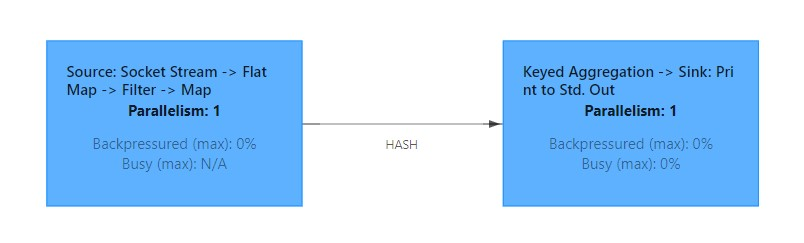 Source: Socket Stream -> Flat
Map -> Filter -> Map
Parallelism: 1
Backpressured (max): 0%
Busy (max): N/A
HASH
Keyed Aggregation -> Sink: Pri
nt to Std. Out
Parallelism: 1
Backpressured (max): 0%
Busy (max): 0%